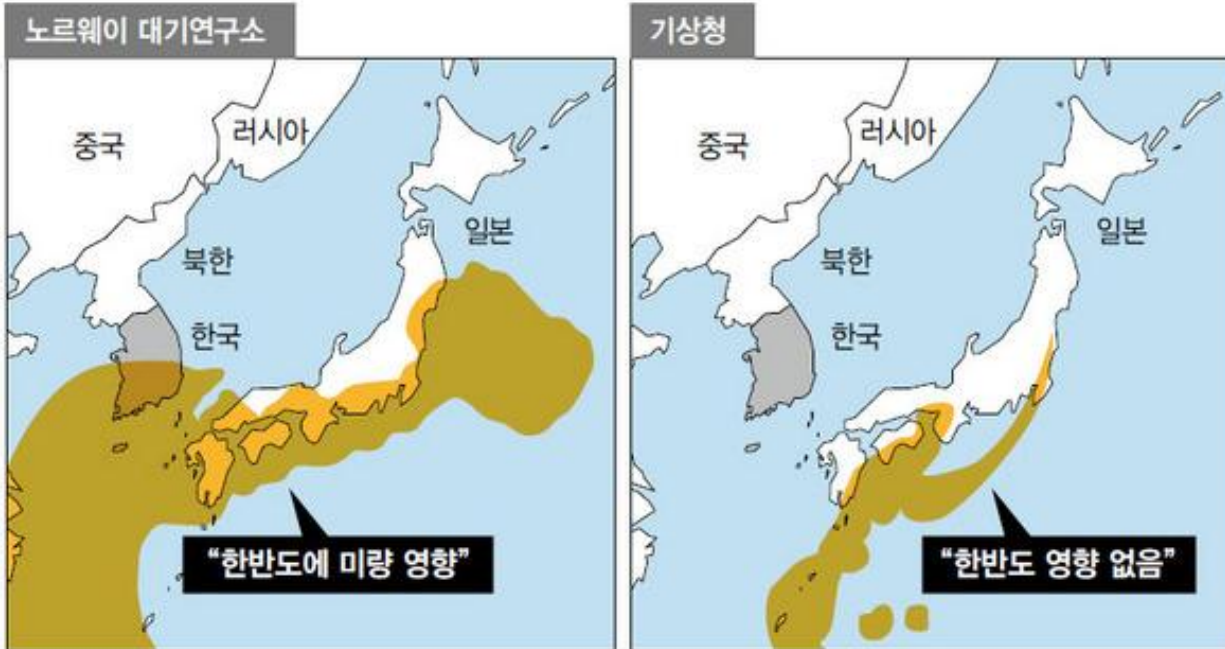 노르웨이 대기연구소
중국
러시아
북한
일본
한국
“한반도에 미량 영향”
기상청
중국
러시아
북한
일본
한국
“한반도 영향 없음”